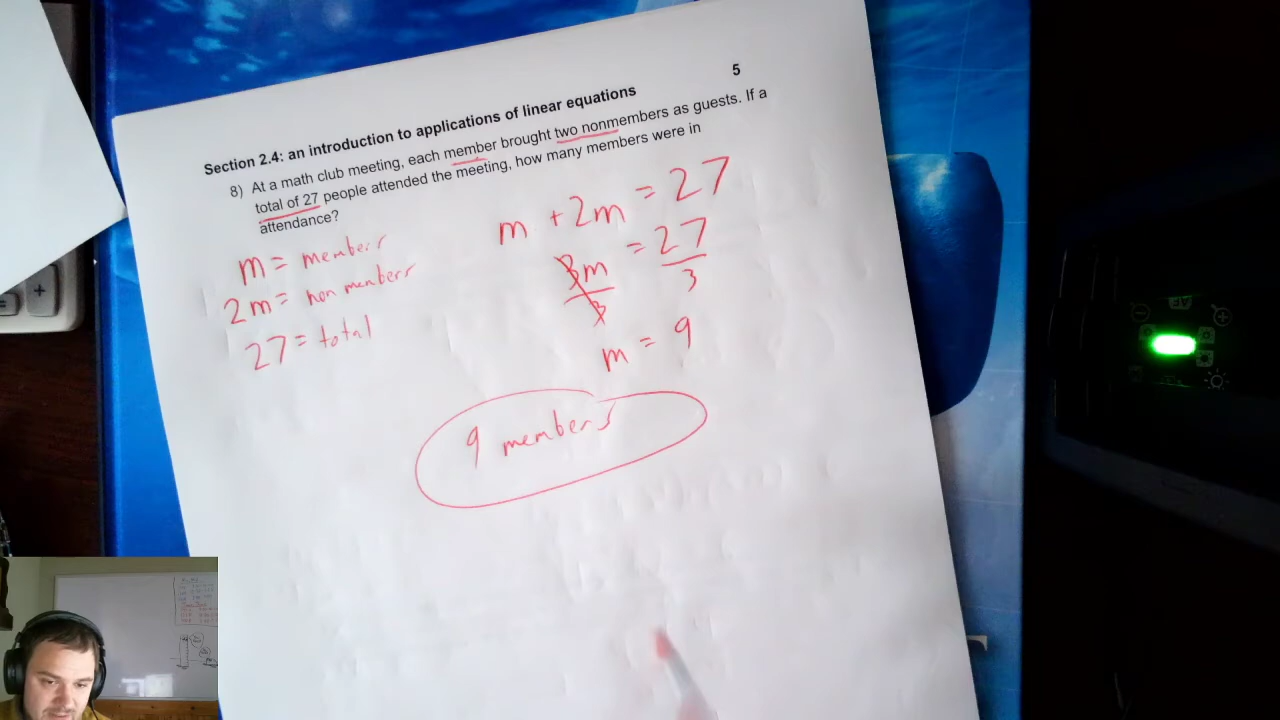 5
Section 2.4: an introduction to applications of linear equations
8) At a math club meeting, each member brought two nonmembers as guests. If a
total of 27 people attended the meeting, how many members were in
attendance?
m = members
2m = non members
27 = total
m + 2m = 27
3m = 27
3 3
m = 9
9 members
+
AF